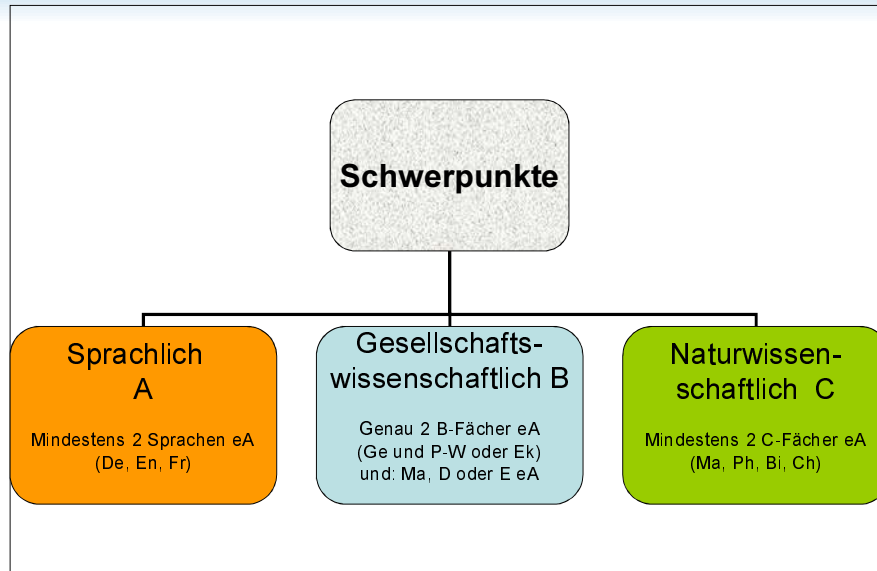 Schwerpunkte
Sprachlich
A
Mindestens 2 Sprachen eA
(De, En, Fr)
Gesellschafts-
wissenschaftlich B
Genau 2 B-Fächer eA
(Ge und P-W oder Ek)
und: Ma, D oder E eA
Naturwissen-
schaftlich C
Mindestens 2 C-Fächer eA
(Ma, Ph, Bi, Ch)